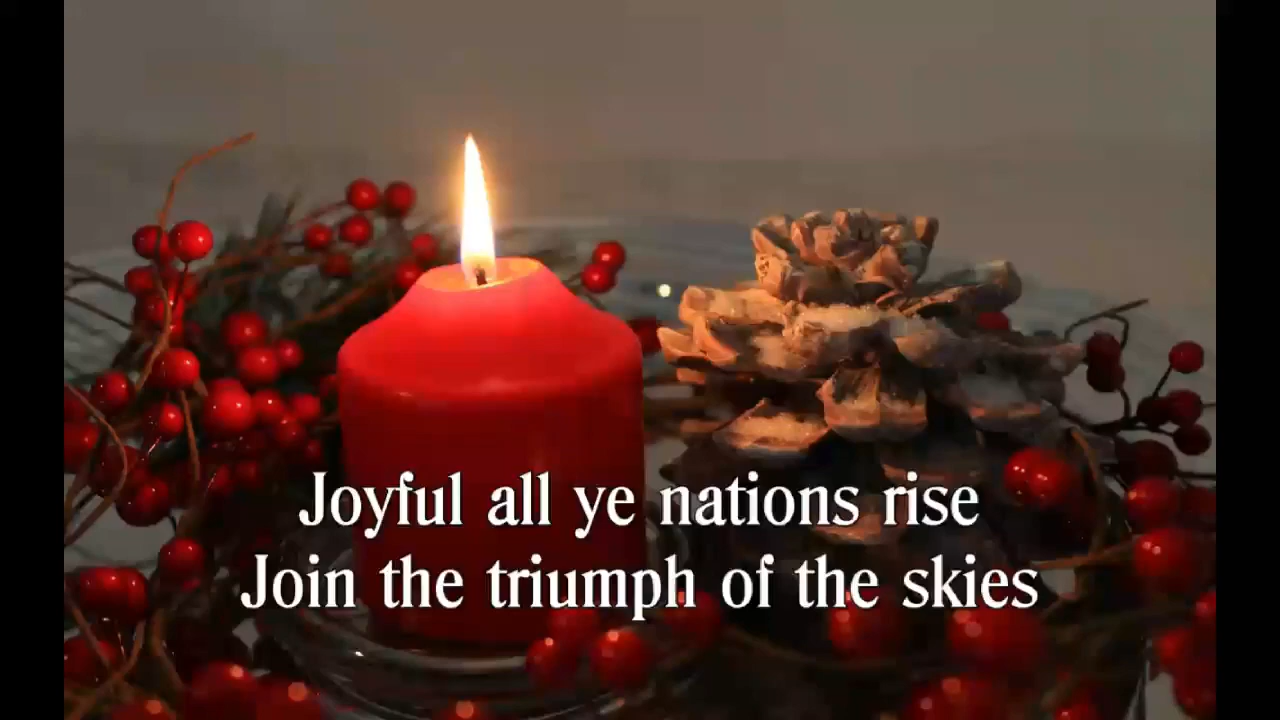 Joyful all ye nations rise
Join the triumph of the skies